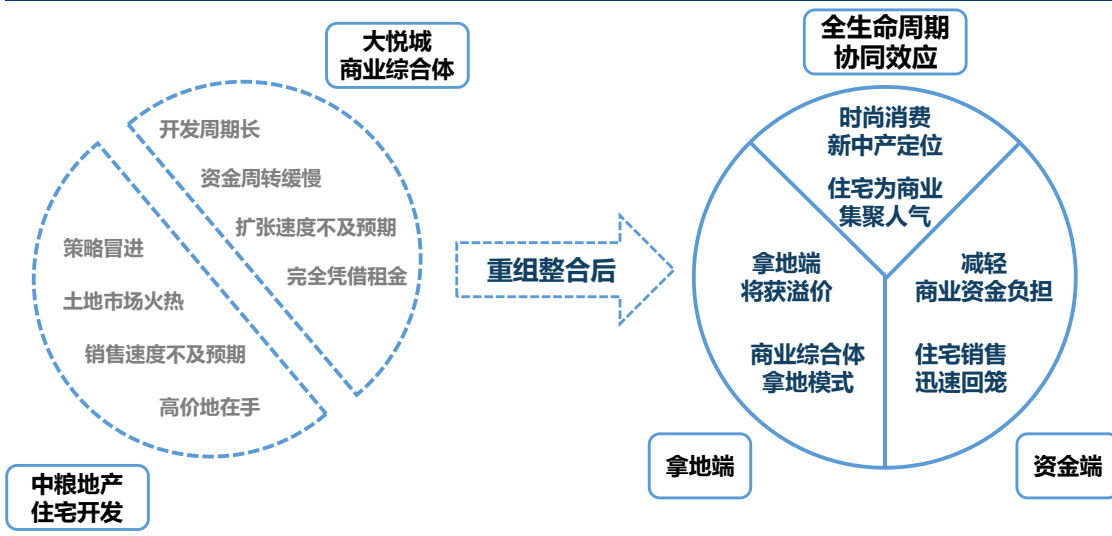 大悦城
商业综合体
开发周期长
资金周转缓慢
扩张速度不及预期
完全凭借租金
策略冒进
土地市场火热
销售速度不及预期
高价地在手
中粮地产
住宅开发
重组整合后
全生命周期
协同效应
时尚消费
新中产定位
住宅为商业
集聚人气
拿地端
将获溢价
商业综合体
拿地模式
减轻
商业资金负担
住宅销售
迅速回笼
拿地端
资金端